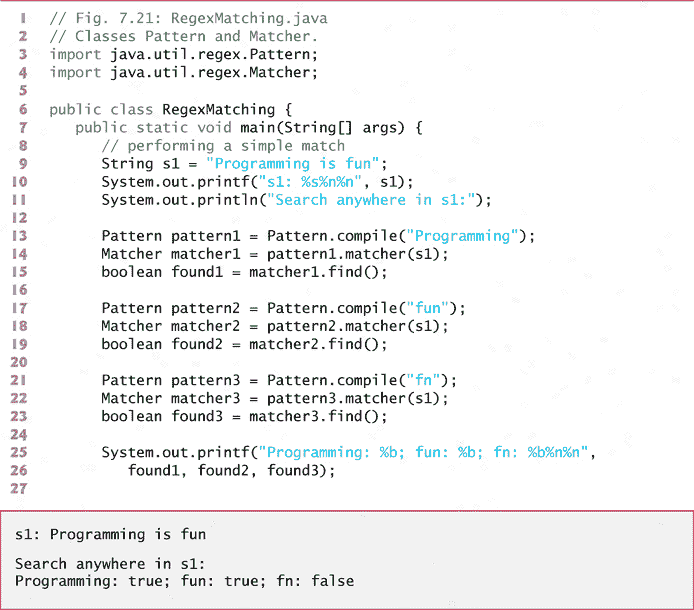 1 // Fig. 7.21: RegexMatching.java
2 // Classes Pattern and Matcher.
3 import java.util.regex.Pattern;
4 import java.util.regex.Matcher;
5
6 public class RegexMatching {
7 public static void main(String[] args) {
8 // performing a simple match
9 String s1 = "Programming is fun";
10 System.out.printf("s1: %s%n%n", s1);
11 System.out.println("Search anywhere in s1:");
12
13 Pattern pattern1 = Pattern.compile("Programming");
14 Matcher matcher1 = pattern1.matcher(s1);
15 boolean found1 = matcher1.find();
16
17 Pattern pattern2 = Pattern.compile("fun");
18 Matcher matcher2 = pattern2.matcher(s1);
19 boolean found2 = matcher2.find();
20
21 Pattern pattern3 = Pattern.compile("fn");
22 Matcher matcher3 = pattern3.matcher(s1);
23 boolean found3 = matcher3.find();
24
25 System.out.printf("Programming: %b; fun: %b; fn: %b%n%n",
26 found1, found2, found3);
27
s1: Programming is fun
Search anywhere in s1:
Programming: true; fun: true; fn: false